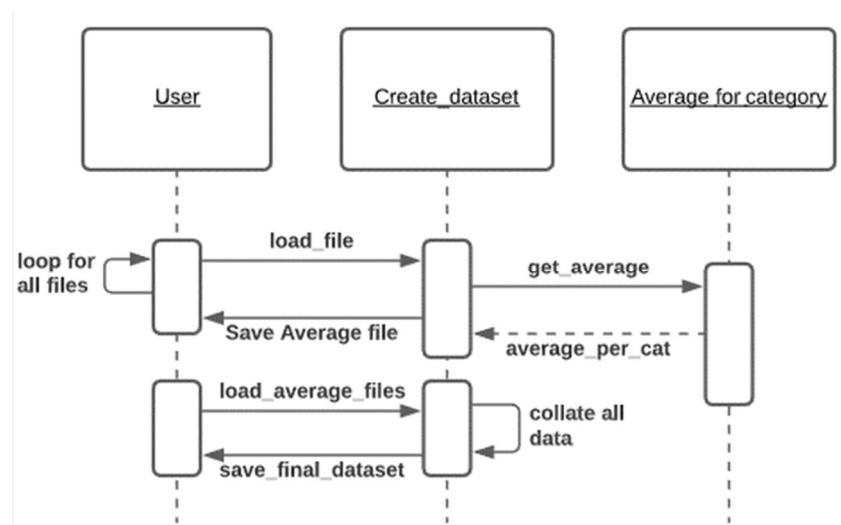 User
Create_dataset
Average for category
loop for
all files
load_file
get_average
Save Average file
average_per_cat
load_average_files
collate all
data
save_final_dataset